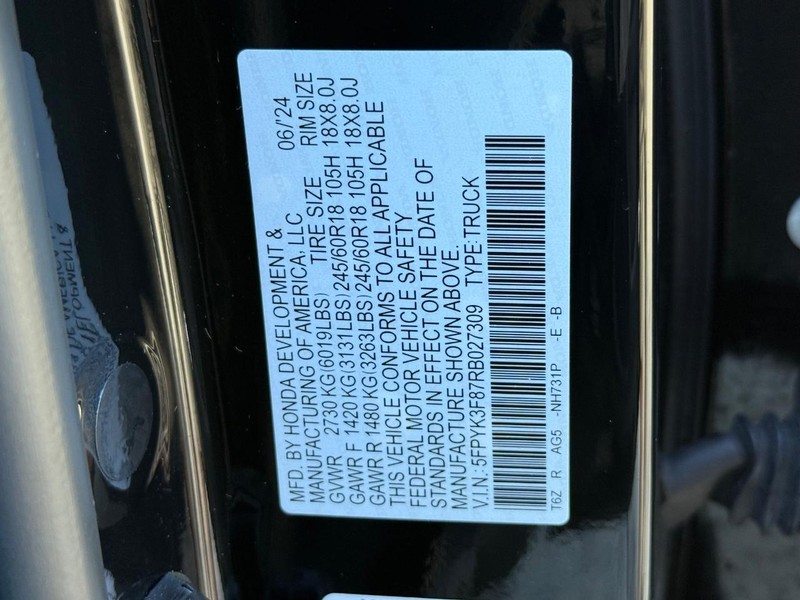 MFD. BY HONDA DEVELOPMENT &
MANUFACTURING OF AMERICA, LLC 06/'24
GVWR 2730 KG(6019LBS) TIRE SIZE RIM SIZE
GAWR F 1420 KG(3131LBS)245/60R18 105H 18X8.0J
GAWR R 1480 KG(3263LBS)245/60R18 105H 18X8.0J
THIS VEHICLE CONFORMS TO ALL APPLICABLE
FEDERAL MOTOR VEHICLE SAFETY
STANDARDS IN EFFECT ON THE DATE OF
MANUFACTURE SHOWN ABOVE.
V.I.N.:5FPYK3F87RB027309 TYPE:TRUCK
T6Z R AG5 -NH731P -E -B